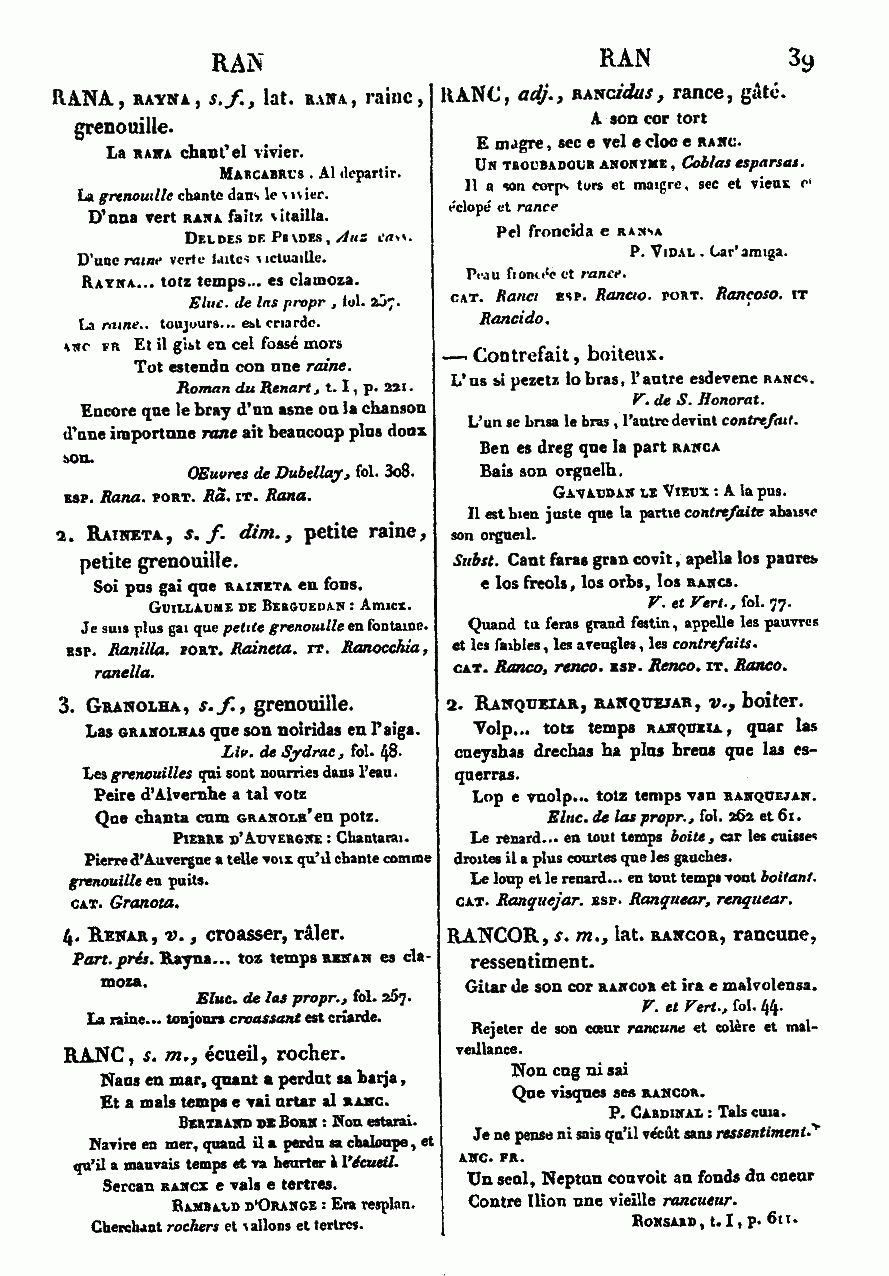 RAN
RAN 39
RANA, RAYNA, s. f., lat. RANA, raine,
grenouille.
La RANA chant' el vivier.
MARCABRUS. Al departir.
La grenouille chante dans le vivier.
D'una vert RANA faitz vitailla.
DELDES DE PRADES, Auz cass.
D'une raine verte faites victuaille.
RAYNA... totz temps... es clamoza.
Eluc. de las propr., fol. 257.
La raine.. toujours... est criarde.
ANC FR Et il gist en cel fossé mors
Tot estendu con une raine.
Roman du Renart, t. I, p. 221.
Encore que le bray d'un asne ou la chanson
d'une importune rane ait beaucoup plus doux
son.
OEuvres de Dubellay, fol. 308.
ESP. Rana. PORT. Rã. IT. Rana.
2. RAINETA, s. f. dim., petite raine,
petite grenouille.
Soi pus gai que RAINETA en fons.
GUILLAUME DE BERGUEDAN: Amicx.
Je suis plus gai que petite grenouille en fontaine.
ESP. Ranilla. PORT. Raineta. IT. Ranocchia,
ranella.
3. GRANOLHA, s. f., grenouille.
Las GRANOLHAS que son noiridas en l'aiga.
Liv. de Sydrac, fol. 48.
Les grenouilles qui sont nourries dans l'eau.
Peire d'Alvernhe a tal votz
Que chanta cum GRANOLH' en potz.
PIERRE D'AUVERGNE: Chantarai.
Pierre d'Auvergne a telle voix qu'il chante comme
grenouille en puits.
CAT. Granota.
4. RENAR, v., croasser, râler.
Part. prés. Rayna... toz temps RENAN es cla-
moza.
Eluc. de las propr., fol. 257.
La raine... toujours croassant est criarde.
RANC, s. m., écueil, rocher.
Naus en mar, quant a perdut sa barja,
Et a mals temps e vai urtar al RANC.
BERTRAND DE BORN: Non estarai.
Navire en mer, quand il a perdu sa chaloupe, et
qu'il a mauvais temps et va heurter à l'écueil.
Sercan RANCX e vals e tertres.
RAMBAUD D'ORANGE: Era resplan.
Cherchant rochers et vallons et tertres.
RANC, adj., RANCidus, rance, gâté.
A son cor tort
E magre, sec e vel e cloc e RANC.
UN TROUBADOUR ANONYME, Coblas esparsas.
Il a son corps tors et maigre, sec et vieux et
éclopé et rance
Pel froncida e RANSA
P. VIDAL. Car' amiga.
Peau froncée et rance.
CAT. Ranci ESP. Rancio. PORT. Rançoso. IT
Rancido.
— Contrefait, boiteux.
L'us si pezetz lo bras, l'autre esdevenc RANCS.
V. de S. Honorat.
L'un se brisa le bras, l'autre devint contrefait.
Ben es dreg que la part RANCA
Bais son orguelh.
GAVAUDAN LE VIEUX: A la pus.
Il est bien juste que la partie contrefaite abaisse
son orgueil.
Subst. Cant faras gran covit, apella los paures
e los freols, los orbs, los RANCS.
V. et Vert., fol. 77.
Quand tu feras grand festin, appelle les pauvres
et les faibles, les aveugles, les contrefaits.
CAT. Ranco, renco. ESP. Renco. IT. Ranco.
2. RANQUEIAR, RANQUEJAR, v., boiter.
Volp... totz temps RANQUEIA, quar las
cueyshas drechas ha plus breus que las es-
querras.
Lop e vuolp... totz temps van RANQUEJAN.
Eluc. de las propr., fol. 262 et 61.
Le renard... en tout temps boite, car les cuisses
droites il a plus courtes que les gauches.
Le loup et le renard... en tout temps vont boitant.
CAT. Ranquejar. ESP. Ranquear, renquear.
RANCOR, s. m., lat. RANCOR, rancune,
ressentiment.
Gitar de son cor RANCOR et ira e malvolensa.
V. et Vert., fol. 44.
Rejeter de son cœur rancune et colère et mal-
veillance.
Non cug ni sai
Que visques ses RANCOR.
P. CARDINAL: Tals cuia.
Je ne pense ni sais qu'il vécût sans ressentiment.
ANC. FR.
Un seul, Neptun couvoit au fonds du cueur
Contre Ilion une vieille rancueur.
RONSARD, t. I, p. 611.